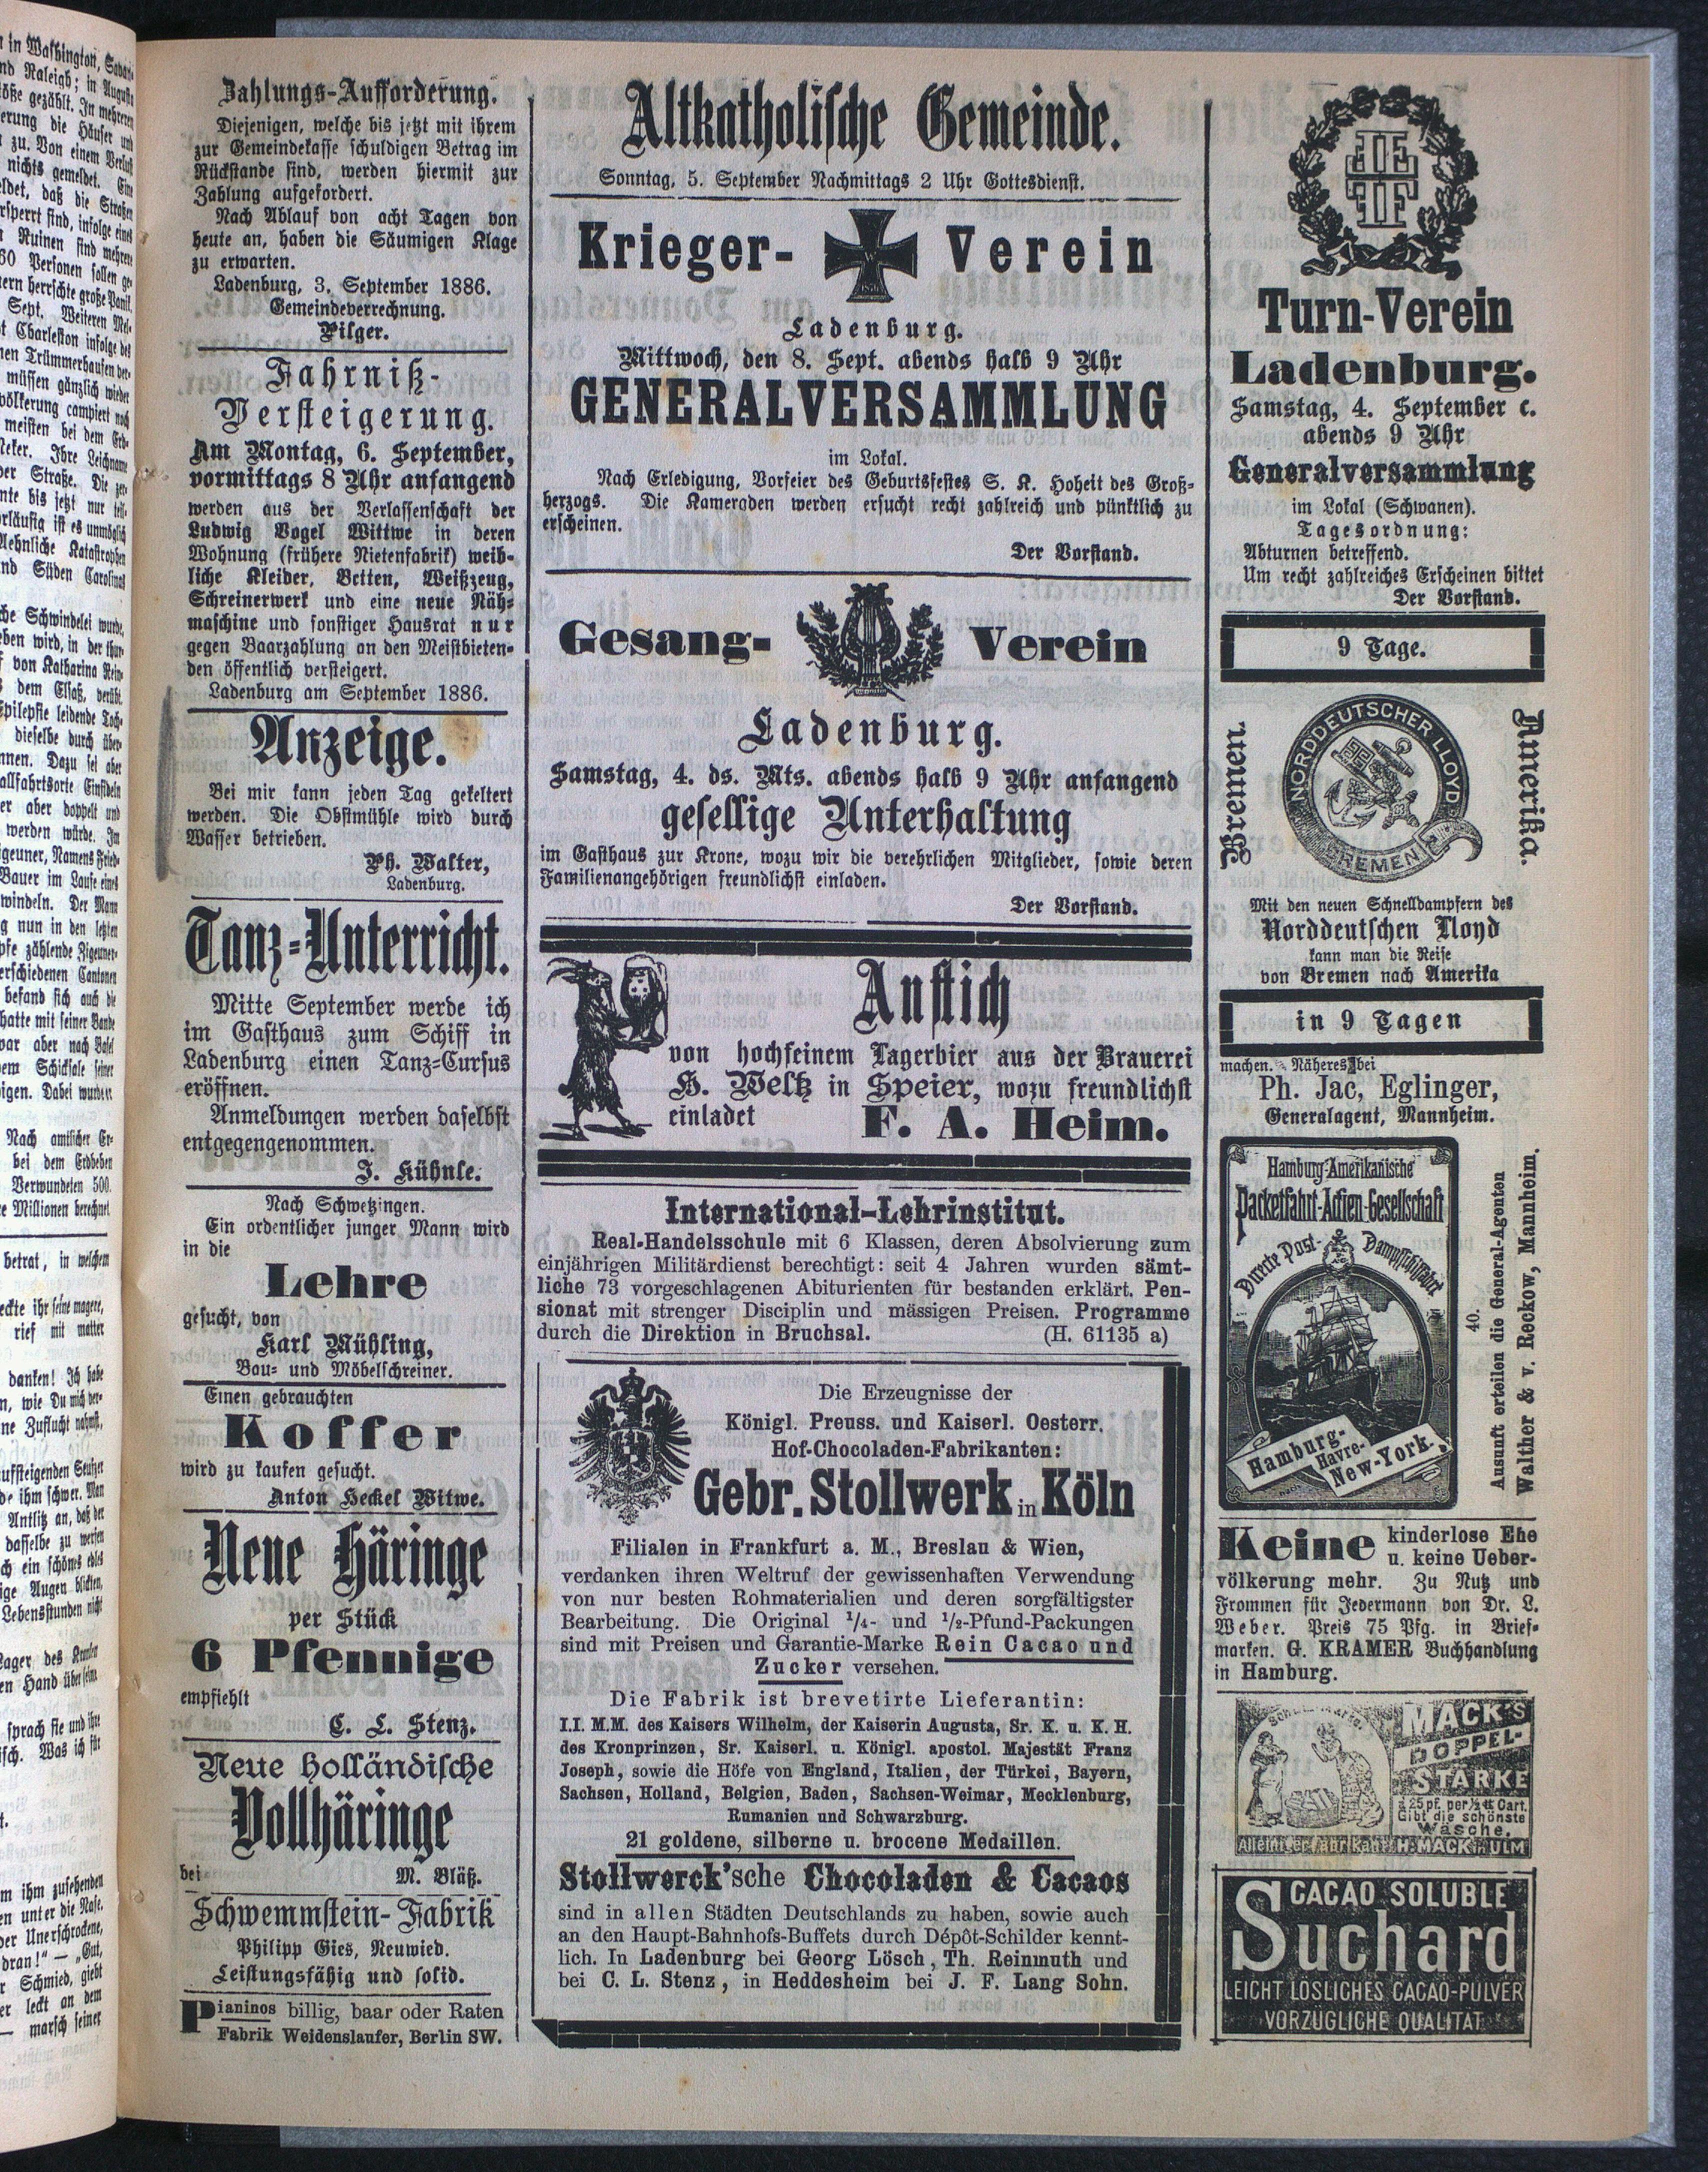 Zahlungs-Aufforderung.
Diejenigen, welche bis jetzt mit ihrem
zur Gemeindekasse schuldigen Betrag im
Rückstande sind, werden hiermit zur
Zahlung aufgefordert.
Nach Ablauf von acht Tagen von
heute an, haben die Säumigen Klage
zu erwarten.
Ladenburg, 3. September 1886.
Gemeindeverrechnung.
Pilger.
Fahrniß-
Versteigerung.
Am Montag, 6. September,
vormittags 8 Uhr anfangend
werden aus der Verlassenschaft der
Ludwig Vogel Wittwe in deren
Wohnung (frühere Nietenfabrik) weib-
liche Kleider, Betten, Weißzeug,
Schreinerwerk und eine neue Näh-
maschine und sonstiger Hausrat nur
gegen Baarzahlung an den Meistbieten-
den öffentlich versteigert.
Ladenburg am September 1886.
Anzeige.
Bei mir kann jeden Tag gekeltert
werden. Die Obstmühle wird durch
Wasser betrieben.
Ph. Walter,
Ladenburg.
Tanz-Unterricht.
Mitte September werde ich
im Gasthaus zum Schiff in
Ladenburg einen Tanz-Cursus
eröffnen.
Anmeldungen werden daselbst
entgegengenommen.
J. Kühnle.
Nach Schwetzingen.
Ein ordentlicher junger Mann wird
in die
Lehre
gesucht, von
Karl Mühling,
Bau- und Möbelschreiner.
Einen gebrauchten
Koffer
wird zu kaufen gesucht.
Anton Heckel Witwe.
Neue Häringe
per Stück
6 Pfennige
empfiehlt
C. L. Stenz.
Neue holländische
Vollhäringe
bei M. Bläß.
Schwemmstein-Fabrik
Philipp Gies, Neuwied.
Leistungsfähig und solid.
Pianinos billig, baar oder Raten
Fabrik Weidenslaufer, Berlin SW.
Altkatholische Gemeinde.
Sonntag, 5. September Nachmittags 2 Uhr Gottesdienst.
Krieger- Verein
Ladenburg.
Mittwoch, den 8. Sept. abends halb 9 Uhr
GENERALVERSAMMLUNG
im Lokal.
Nach Erledigung, Vorfeier des Geburtsfestes S. K. Hoheit des Groß-
herzogs. Die Kameraden werden ersucht recht zahlreich und pünktlich zu
erscheinen.
Der Vorstand.
Gesang- Verein
Ladenburg.
Samstag, 4. ds. Mts. abends halb 9 Uhr anfangend
gesellige Unterhaltung
im Gasthaus zur Krone, wozu wir die verehrlichen Mitglieder, sowie deren
Familienangehörigen freundlichst einladen.
Der Vorstand.
Anstich
von hochfeinem Lagerbier aus der Brauerei
H. Weltz in Speier, wozu freundlichst
einladet F. A. Heim.
International-Lehrinstitut.
Real-Handelsschule mit 6 Klassen, deren Absolvierung zum
einjährigen Militärdienst berechtigt: seit 4 Jahren wurden sämt-
liche 73 vorgeschlagenen Abiturienten für bestanden erklärt. Pen-
sionat mit strenger Disciplin und mässigen Preisen. Programme
durch die Direktion in Bruchsal. (H. 61135 a)
Die Erzeugnisse der
Königl. Preuss. und Kaiserl. Oesterr.
Hof-Chocoladen-Fabrikanten:
Gebr. Stollwerk in Köln
Filialen in Frankfurt a. M., Breslau & Wien,
verdanken ihren Weltruf der gewissenhaften Verwendung
von nur besten Rohmaterialien und deren sorgfältigster
Bearbeitung. Die Original 1/4- und 1/2-Pfund-Packungen
sind mit Preisen und Garantie-Marke Rein Cacao und
Zucker versehen.
Die Fabrik ist brevetirte Lieferantin:
I.I. M.M. des Kaisers Wilhelm, der Kaiserin Augusta, Sr. K. u. K. H.
des Kronprinzen, Sr. Kaiserl. u. Königl. apostol. Majestät Franz
Joseph, sowie die Höfe von England, Italien, der Türkei, Bayern,
Sachsen, Holland, Belgien, Baden, Sachsen-Weimar, Mecklenburg,
Rumanien und Schwarzburg.
21 goldene, silberne u. brocene Medaillen.
Stollwerck'sche Chocoladen & Cacaos
sind in allen Städten Deutschlands zu haben, sowie auch
an den Haupt-Bahnhofs-Buffets durch Dépôt-Schilder kennt-
lich. In Ladenburg bei Georg Lösch, Th. Reinmuth und
bei C. L. Stenz, in Heddesheim bei J. F. Lang Sohn.
Turn-Verein
Ladenburg.
Samstag, 4. September c.
abends 9 Uhr
Generalversammlung
im Lokal (Schwanen).
Tagesordnung:
Abturnen betreffend.
Um recht zahlreiches Erscheinen bittet
Der Vorstand.
9 Tage.
Bremen.
NORDDEUTSCHER LLOYD
BREMEN
Amerika.
Mit den neuen Schnelldampfern des
Norddeutschen Lloyd
kann man die Reise
von Bremen nach Amerika
in 9 Tagen
machen. Näheres bei
Ph. Jac, Eglinger,
Generalagent, Mannheim.
Hamburg-Amerikanische
Packetfahrt-Actien-Gesellschaft
Directe Post- Dampfschiffahrt
Hamburg-
Havre-
New-York.
40.
Auskunft erteilen die General-Agenten
Walther & v. Reckow, Mannheim.
Keine kinderlose Ehe
u. keine Ueber-
völkerung mehr. Zu Nutz und
Frommen für Jedermann von Dr. L.
Weber. Preis 75 Pfg. in Brief-
marken. G. KRAMER Buchhandlung
in Hamburg.
MACK'S
DOPPEL-
STÄRKE
à 25 pf. per 1/2 ℔ Cart.
Gibt die schönste
Wäsche.
H. MACK in ULM
CACAO SOLUBLE
Suchard
LEICHT LÖSLICHES CACAO-PULVER
VORZÜGLICHE QUALITÄT